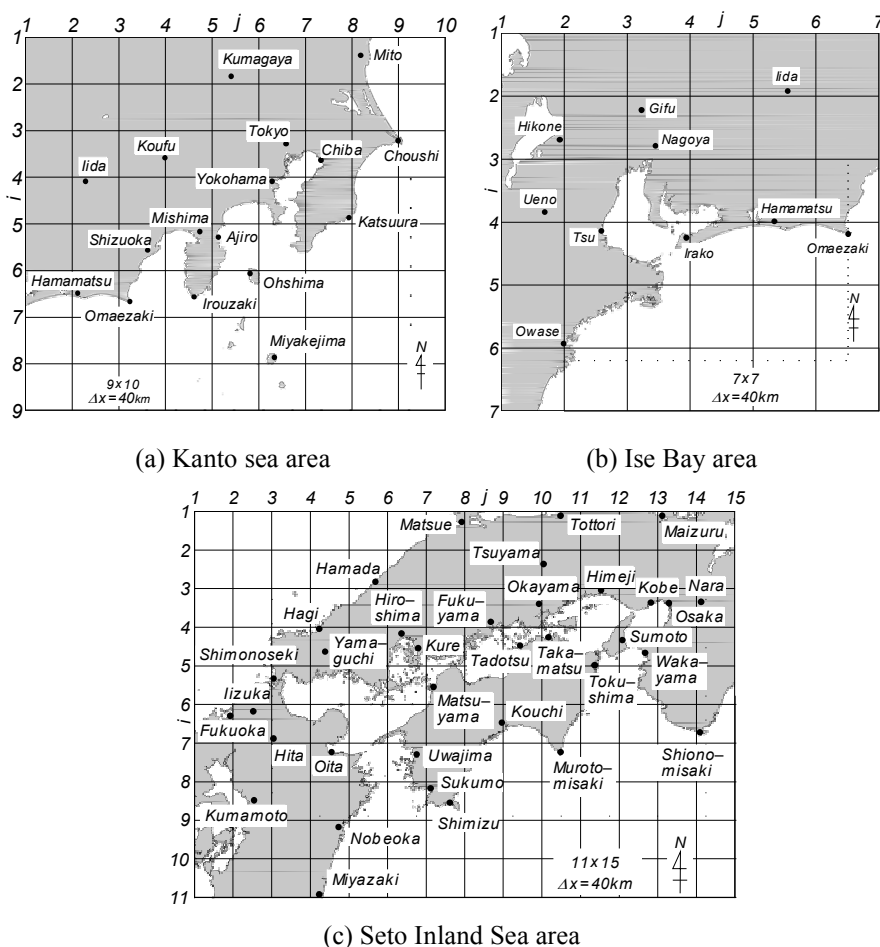 1 2 3 4 5 j 6 7 8 9 10
1
2
3
4
i
5
6
7
8
9
Kumagaya
Mito
Tokyo
Koufu
Chiba
Choushi
Iida
Yokohama
Mishima
Katsuura
Shizuoka
Ajiro
Hamamatsu
Ohshima
Omaezaki
Irouzaki
Miyakejima
N
9×10
Δx=40km
1 2 3 4 j 5 6 7
1
2
3
i
4
5
6
7
Iida
Gifu
Hikone
Nagoya
Ueno
Hamamatsu
Tsu
Irako
Omaezaki
N
Owase
7×7
Δx=40km
(a) Kanto sea area
(b) Ise Bay area
1 2 3 4 5 6 7 8 j 9 10 11 12 13 14 15
1
2
3
4
5
6
i
7
8
9
10
11
Matsue
Tottori
Maizuru
Tsuyama
Hamada
Okayama
Himeji
Kobe
Nara
Hiro–
shima
Fuku–
yama
Osaka
Hagi
Sumoto
Shimonoseki
Yama–
guchi
Kure
Tadotsu
Taka–
matsu
Waka–
yama
Toku–
shima
Iizuka
Matsu–
yama
Kouchi
Fukuoka
Hita
Oita
Uwajima
Muroto–
misaki
Shiono–
misaki
Sukumo
Kumamoto
Shimizu
Nobeoka
Miyazaki
N
11×15
Δx=40km
(c) Seto Inland Sea area